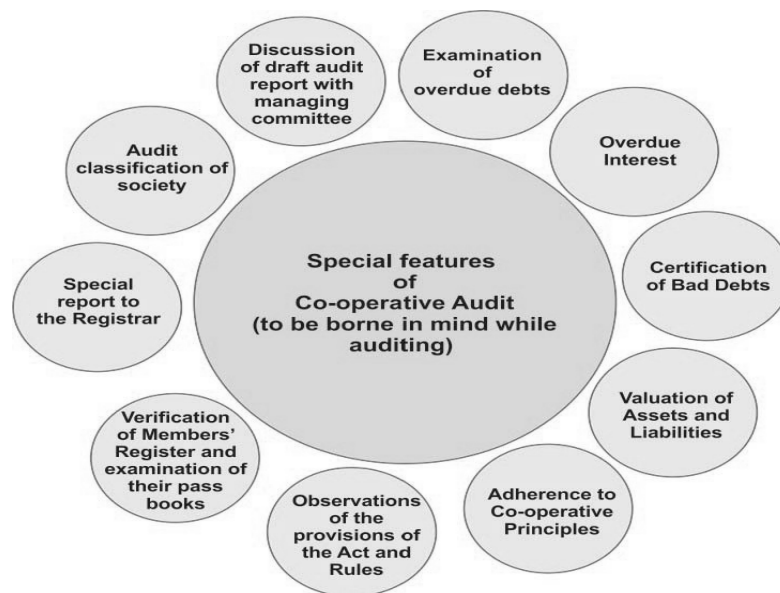 Special features
of
Co-operative Audit
(to be borne in mind while
auditing)
Examination
of
overdue debts
Overdue
Interest
Certification
of Bad Debts
Valuation of
Assets and
Liabilities
Adherence to
Co-operative
Principles
Observations
of the
provisions of
the Act and
Rules
Verification
of Members’
Register and
examination of
their pass
books
Special
report to
the Registrar
Audit
classification of
society
Discussion
of draft audit
report with
managing
committee